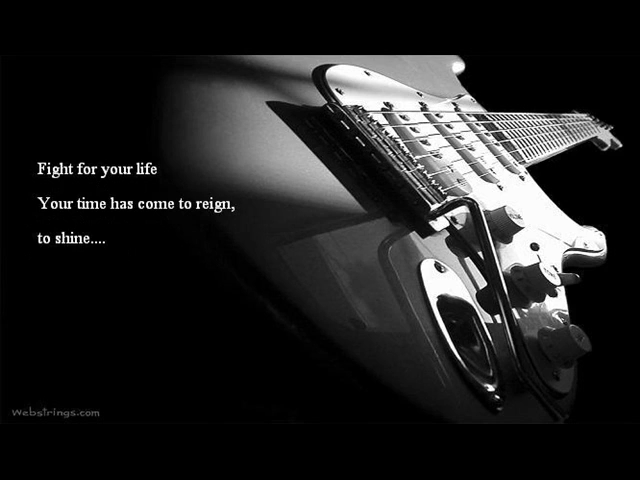 Fight for your life
Your time has come to reign,
to shine....
Webstrings.com